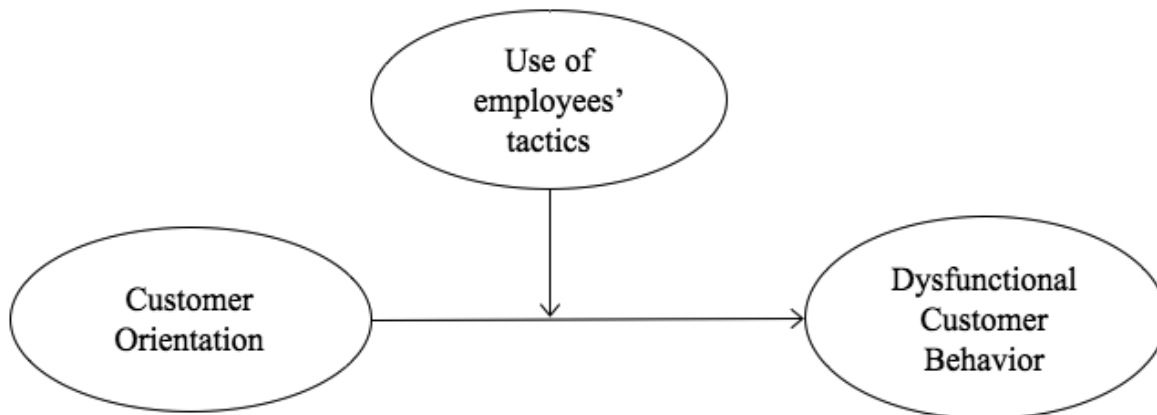 Use of
employees’
tactics
Customer
Orientation
Dysfunctional
Customer
Behavior